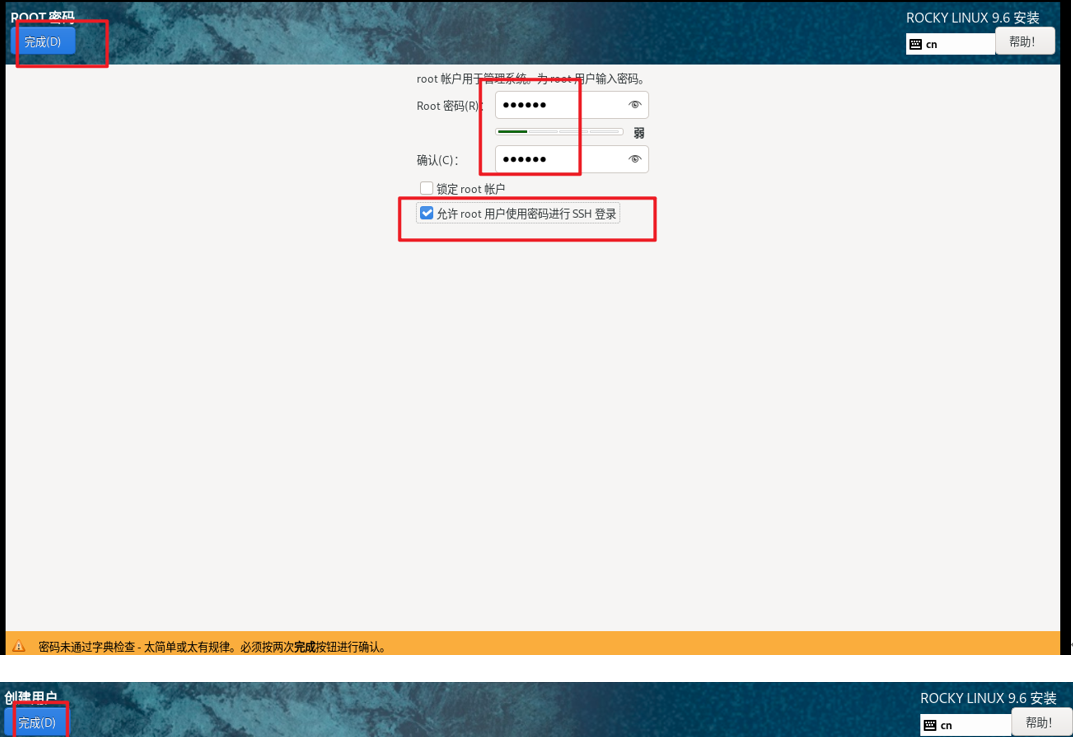 ROOT 密码
ROCKY LINUX 9.6 安装
完成(D)
cn
帮助！
root 帐户用于管理系统。为 root 用户输入密码。
Root 密码(R)：
弱
确认(C)：
锁定 root 帐户
允许 root 用户使用密码进行 SSH 登录
密码未通过字典检查 - 太简单或太有规律。必须按两次完成按钮进行确认。
创建用户
ROCKY LINUX 9.6 安装
完成(D)
cn
帮助！